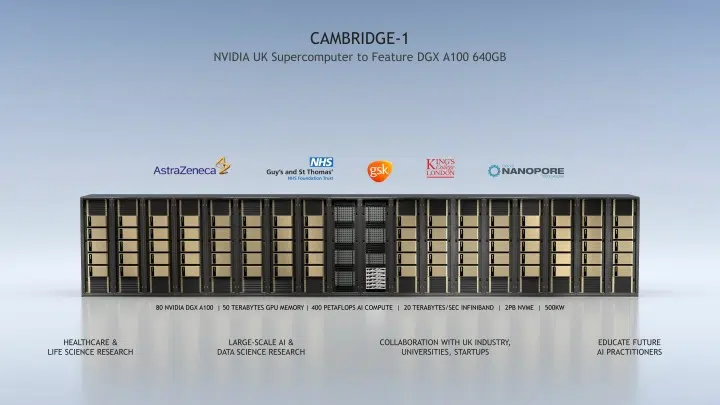 CAMBRIDGE-1
NVIDIA UK Supercomputer to Feature DGX A100 640GB
AstraZeneca
NHS
Guy's and St Thomas'
NHS Foundation Trust
gsk
KING'S
College
LONDON
NANOPORE
80 NVIDIA DGX A100 | 50 TERABYTES GPU MEMORY | 400 PETAFLOPS AI COMPUTE | 20 TERABYTES/SEC INFINIBAND | 2PB NVME | 500KW
HEALTHCARE &
LIFE SCIENCE RESEARCH
LARGE-SCALE AI &
DATA SCIENCE RESEARCH
COLLABORATION WITH UK INDUSTRY,
UNIVERSITIES, STARTUPS
EDUCATE FUTURE
AI PRACTITIONERS